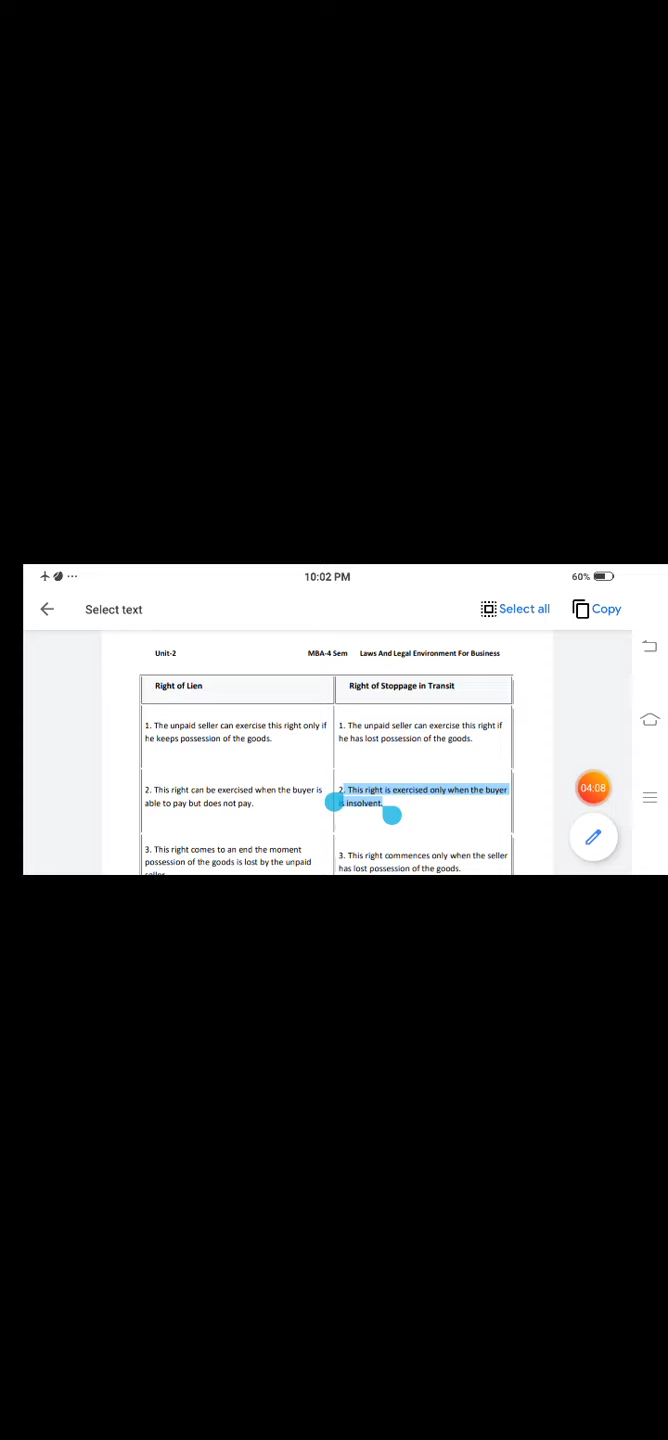 10:02 PM
60%
Select text
Select all
Copy
Unit-2 MBA-4 Sem Laws And Legal Environment For Business
Right of Lien
Right of Stoppage in Transit
1. The unpaid seller can exercise this right only if
he keeps possession of the goods.
1. The unpaid seller can exercise this right if
he has lost possession of the goods.
2. This right can be exercised when the buyer is
able to pay but does not pay.
2. This right is exercised only when the buyer
is insolvent.
04:08
3. This right comes to an end the moment
possession of the goods is lost by the unpaid
3. This right commences only when the seller
has lost possession of the goods.